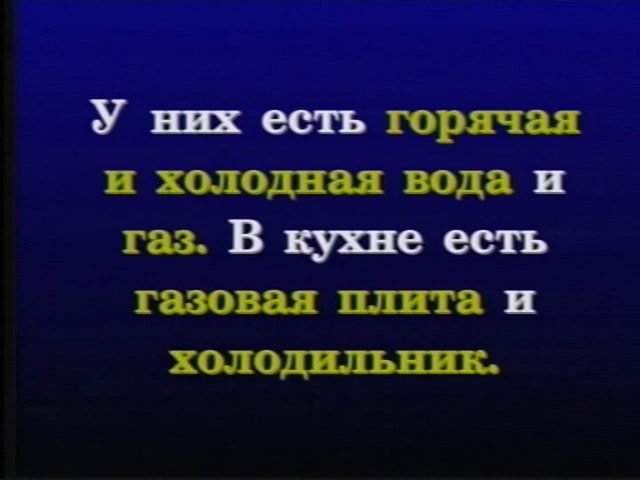 У них есть горячая
и холодная вода и
газ. В кухне есть
газовая плита и
холодильник.